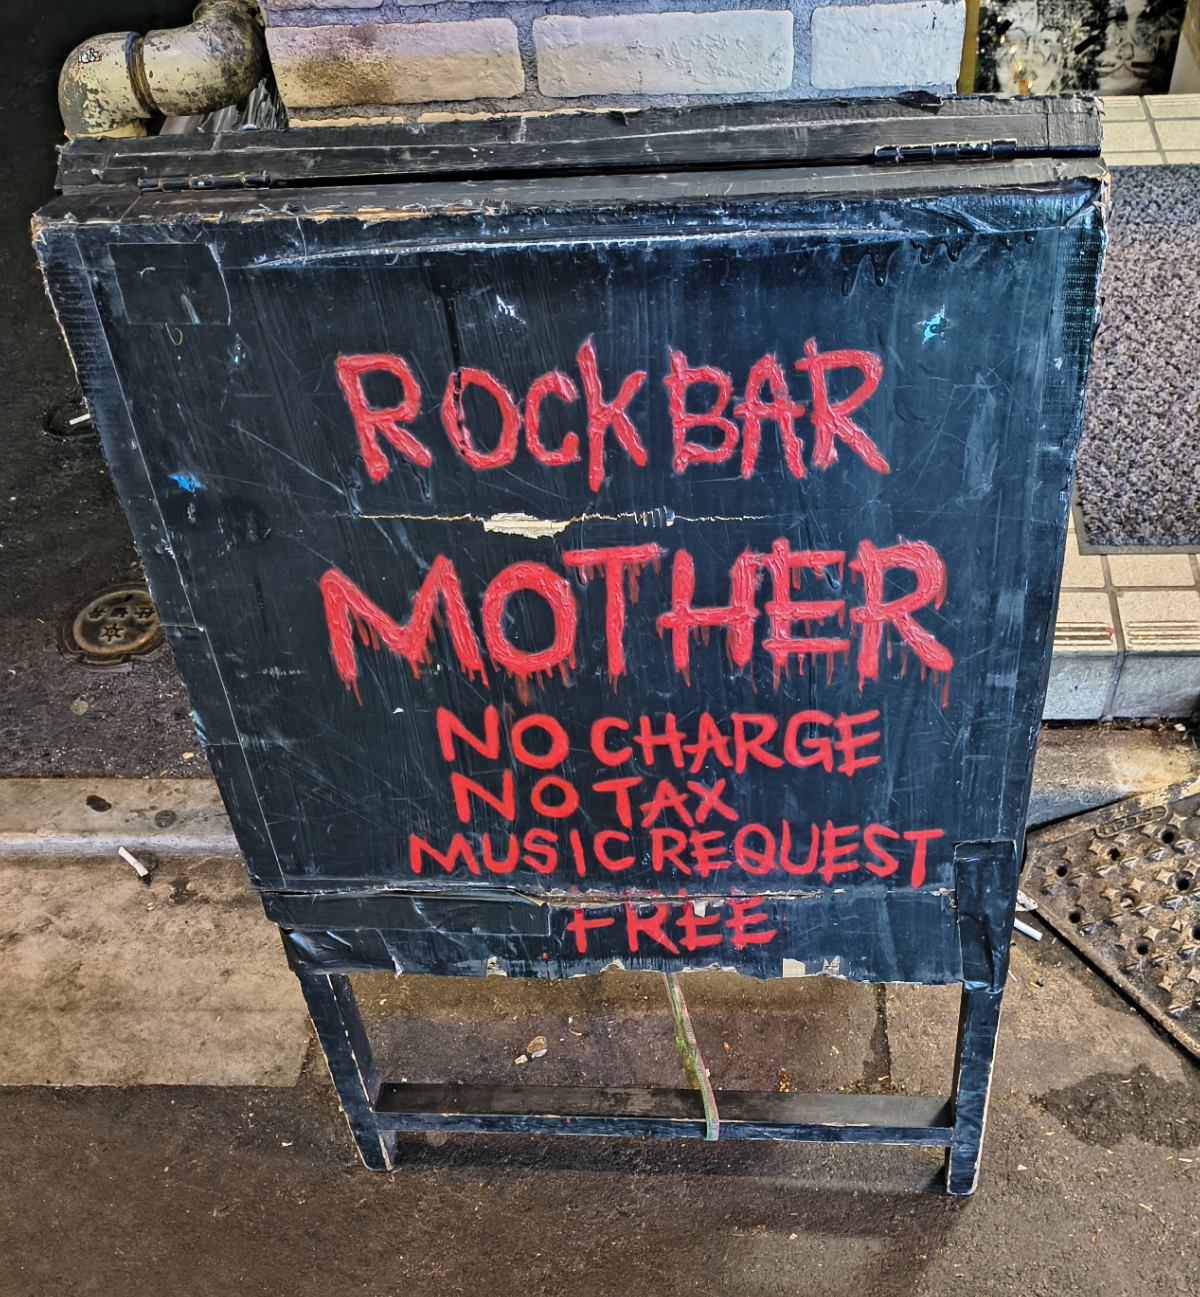 ROCK BAR
MOTHER
NO CHARGE
NO TAX
MUSIC REQUEST
FREE